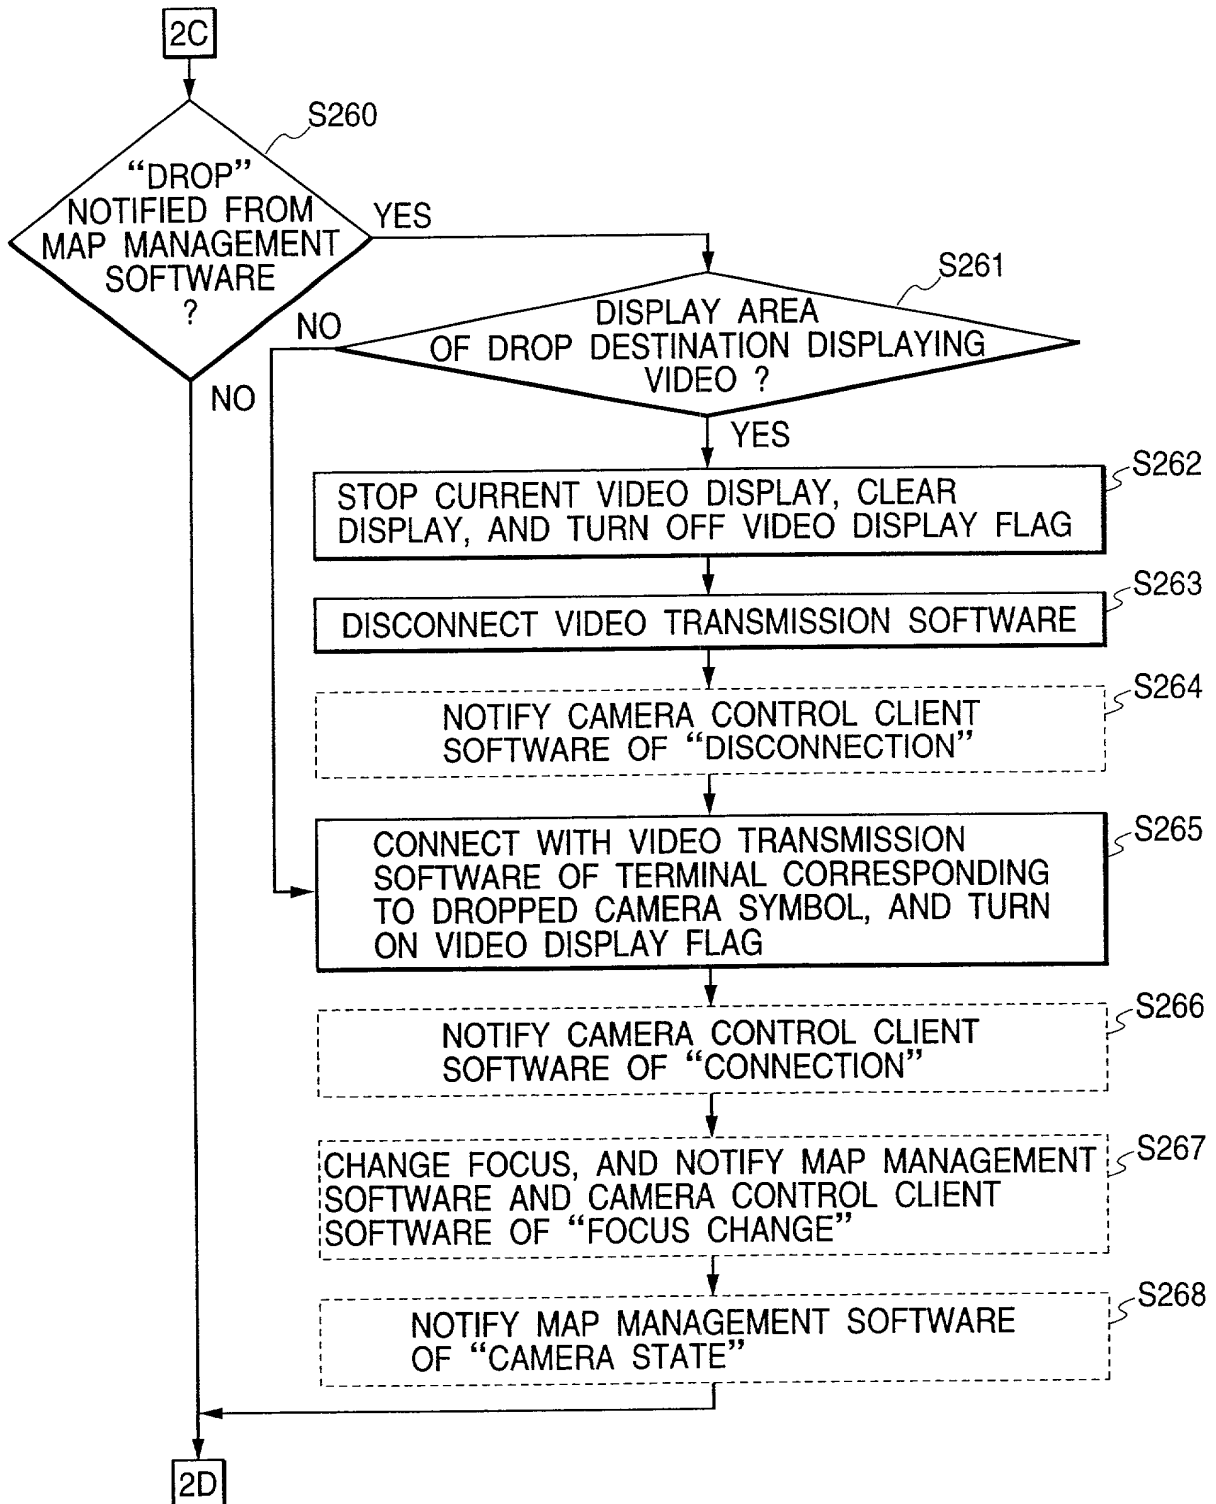 2C
S260
“DROP”
NOTIFIED FROM
MAP MANAGEMENT
SOFTWARE
?
YES
NO
S261
DISPLAY AREA
OF DROP DESTINATION DISPLAYING
VIDEO ?
NO
YES
S262
STOP CURRENT VIDEO DISPLAY, CLEAR
DISPLAY, AND TURN OFF VIDEO DISPLAY FLAG
S263
DISCONNECT VIDEO TRANSMISSION SOFTWARE
S264
NOTIFY CAMERA CONTROL CLIENT
SOFTWARE OF “DISCONNECTION”
S265
CONNECT WITH VIDEO TRANSMISSION
SOFTWARE OF TERMINAL CORRESPONDING
TO DROPPED CAMERA SYMBOL, AND TURN
ON VIDEO DISPLAY FLAG
S266
NOTIFY CAMERA CONTROL CLIENT
SOFTWARE OF “CONNECTION”
S267
CHANGE FOCUS, AND NOTIFY MAP MANAGEMENT
SOFTWARE AND CAMERA CONTROL CLIENT
SOFTWARE OF “FOCUS CHANGE”
S268
NOTIFY MAP MANAGEMENT SOFTWARE
OF “CAMERA STATE”
2D